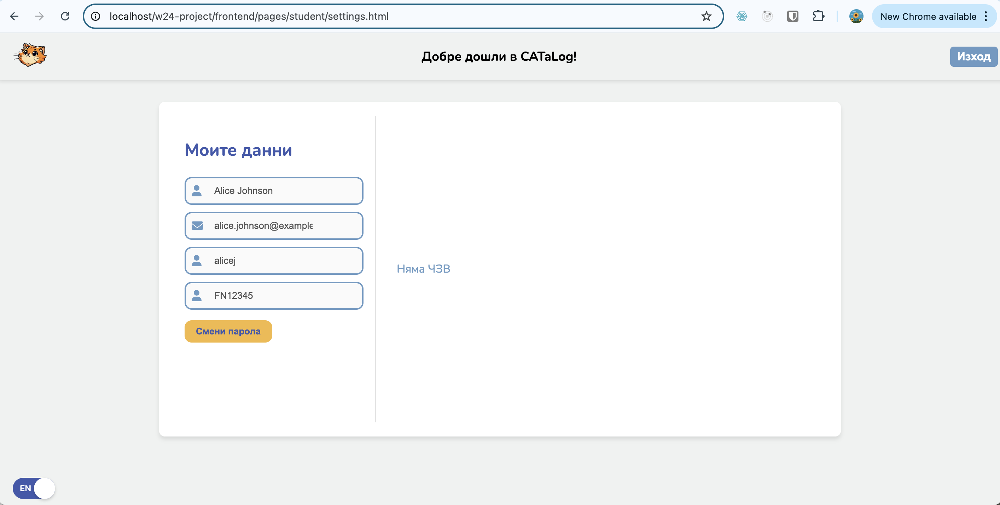 localhost/w24-project/frontend/pages/student/settings.html
New Chrome available
Добре дошли в CATaLog!
Изход
Моите данни
Alice Johnson
alice.johnson@example
alicej
FN12345
Смени парола
Няма ЧЗВ
EN